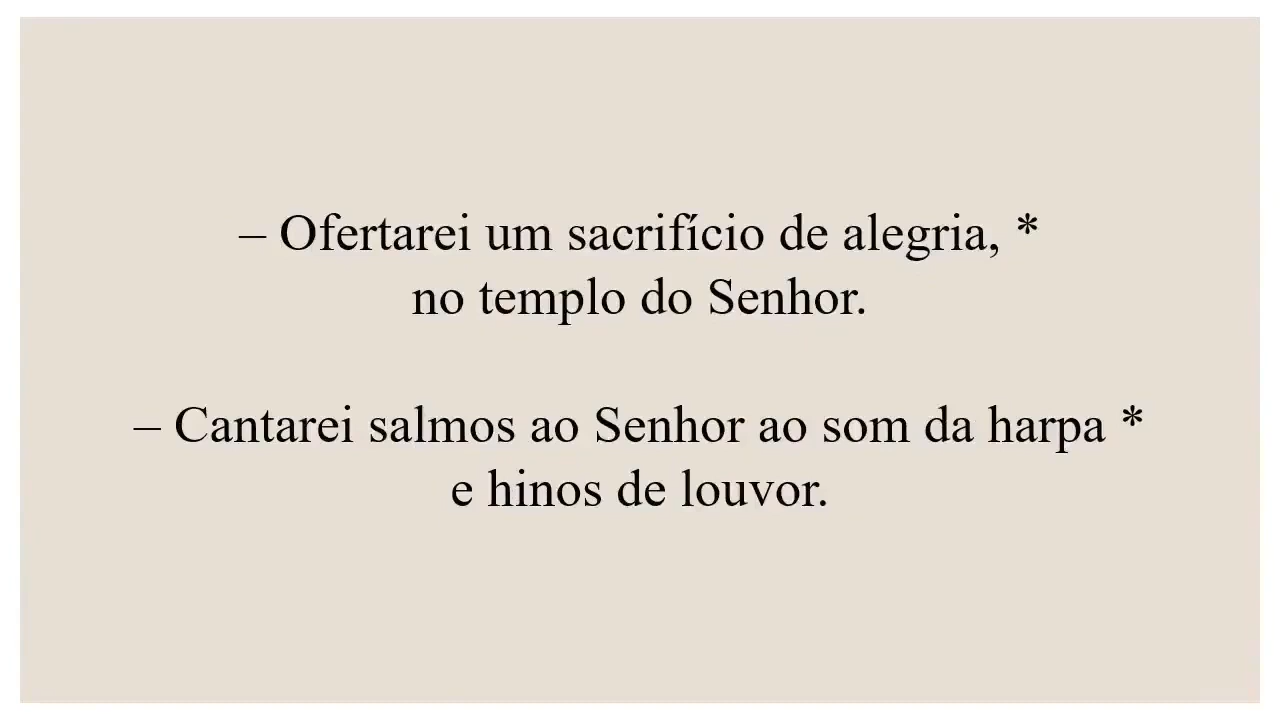 – Ofertarei um sacrifício de alegria, *
no templo do Senhor.
– Cantarei salmos ao Senhor ao som da harpa *
e hinos de louvor.